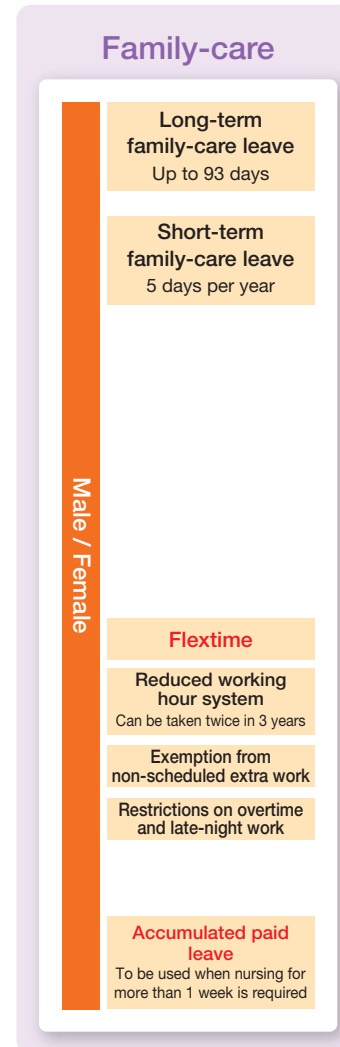 Family-care
Long-term
family-care leave
Up to 93 days
Short-term
family-care leave
5 days per year
Male / Female
Flextime
Reduced working
hour system
Can be taken twice in 3 years
Exemption from
non-scheduled extra work
Restrictions on overtime
and late-night work
Accumulated paid
leave
To be used when nursing for
more than 1 week is required